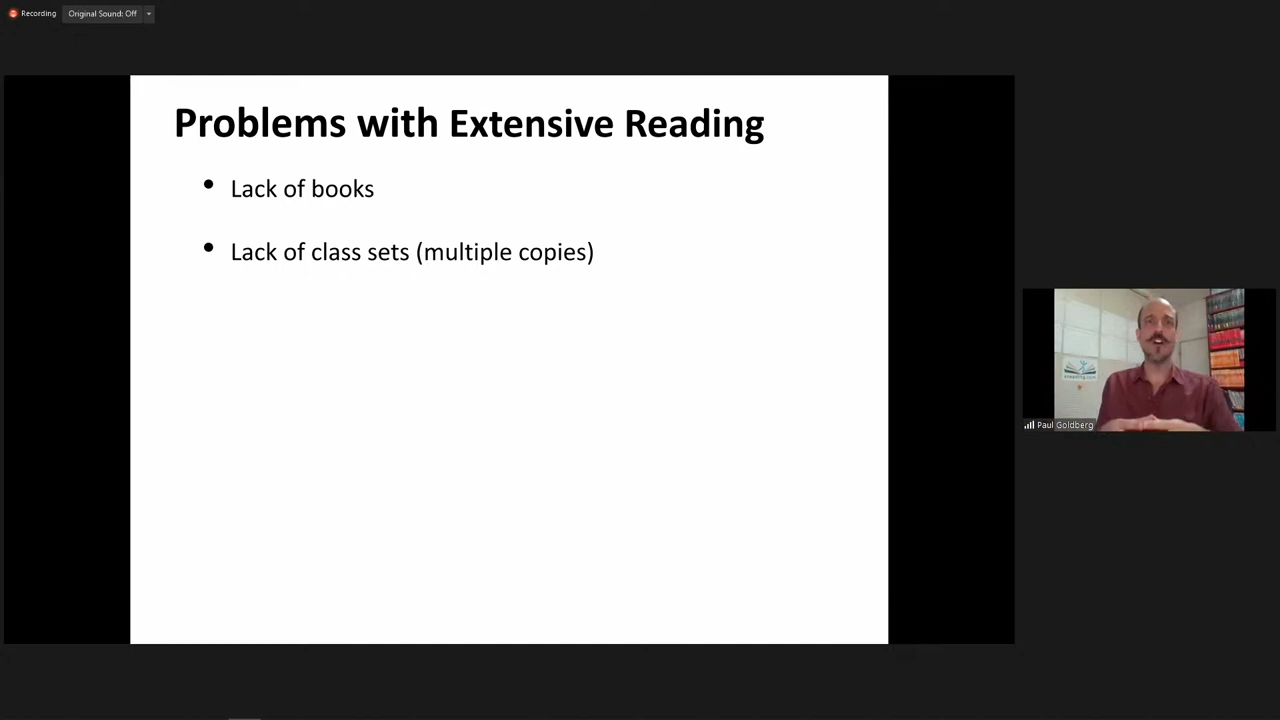 Recording
Original Sound: Off
Problems with Extensive Reading
• Lack of books
• Lack of class sets (multiple copies)
Paul Goldberg